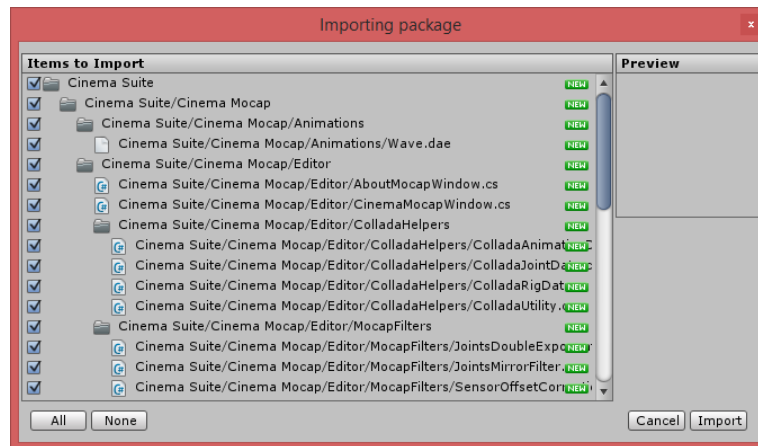 Importing package
x
Items to Import
Preview
Cinema Suite NEW
Cinema Suite/Cinema Mocap NEW
Cinema Suite/Cinema Mocap/Animations NEW
Cinema Suite/Cinema Mocap/Animations/Wave.dae NEW
Cinema Suite/Cinema Mocap/Editor NEW
Cinema Suite/Cinema Mocap/Editor/AboutMocapWindow.cs NEW
Cinema Suite/Cinema Mocap/Editor/CinemaMocapWindow.cs NEW
Cinema Suite/Cinema Mocap/Editor/ColladaHelpers NEW
Cinema Suite/Cinema Mocap/Editor/ColladaHelpers/ColladaAnimati NEW
Cinema Suite/Cinema Mocap/Editor/ColladaHelpers/ColladaJointDa NEW
Cinema Suite/Cinema Mocap/Editor/ColladaHelpers/ColladaRigDat NEW
Cinema Suite/Cinema Mocap/Editor/ColladaHelpers/ColladaUtility. NEW
Cinema Suite/Cinema Mocap/Editor/MocapFilters NEW
Cinema Suite/Cinema Mocap/Editor/MocapFilters/JointsDoubleExpo NEW
Cinema Suite/Cinema Mocap/Editor/MocapFilters/JointsMirrorFilter. NEW
Cinema Suite/Cinema Mocap/Editor/MocapFilters/SensorOffsetCorr NEW
All None Cancel Import